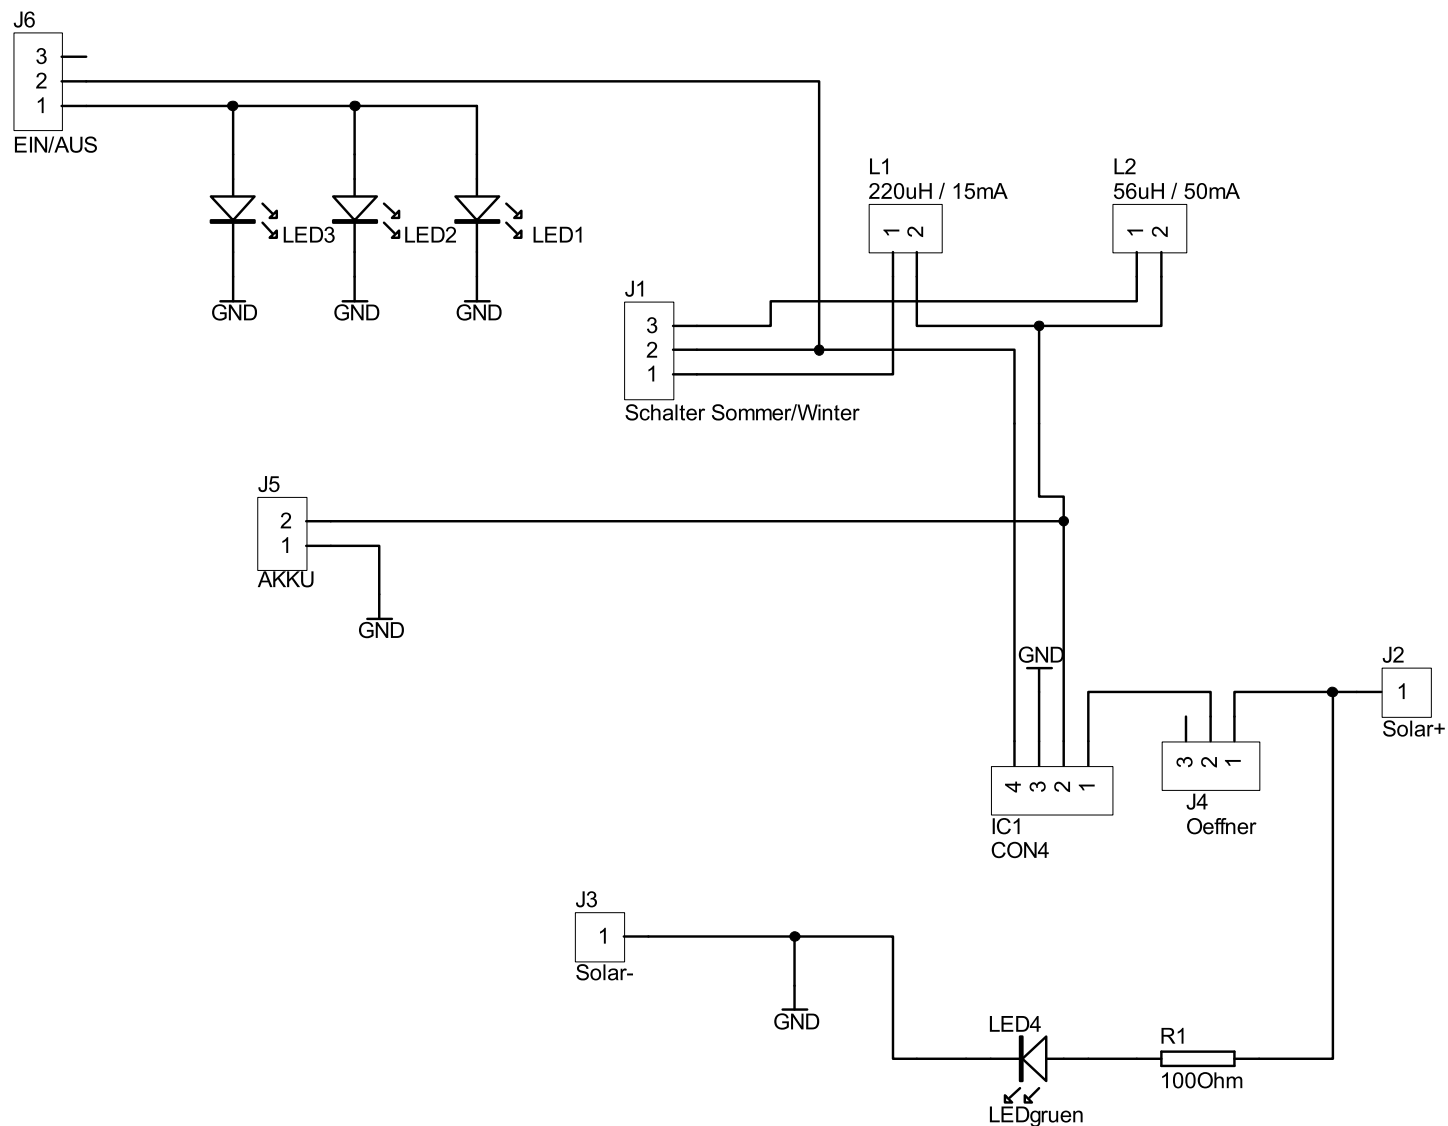 J6
3
2
1
EIN/AUS
LED3
LED2
LED1
GND
GND
GND
L1
220uH / 15mA
1
2
L2
56uH / 50mA
1
2
J1
3
2
1
Schalter Sommer/Winter
J5
2
1
AKKU
GND
GND
4
3
2
1
IC1
CON4
3
2
1
J4
Oeffner
J2
1
Solar+
J3
1
Solar-
GND
LED4
LEDgruen
R1
100Ohm